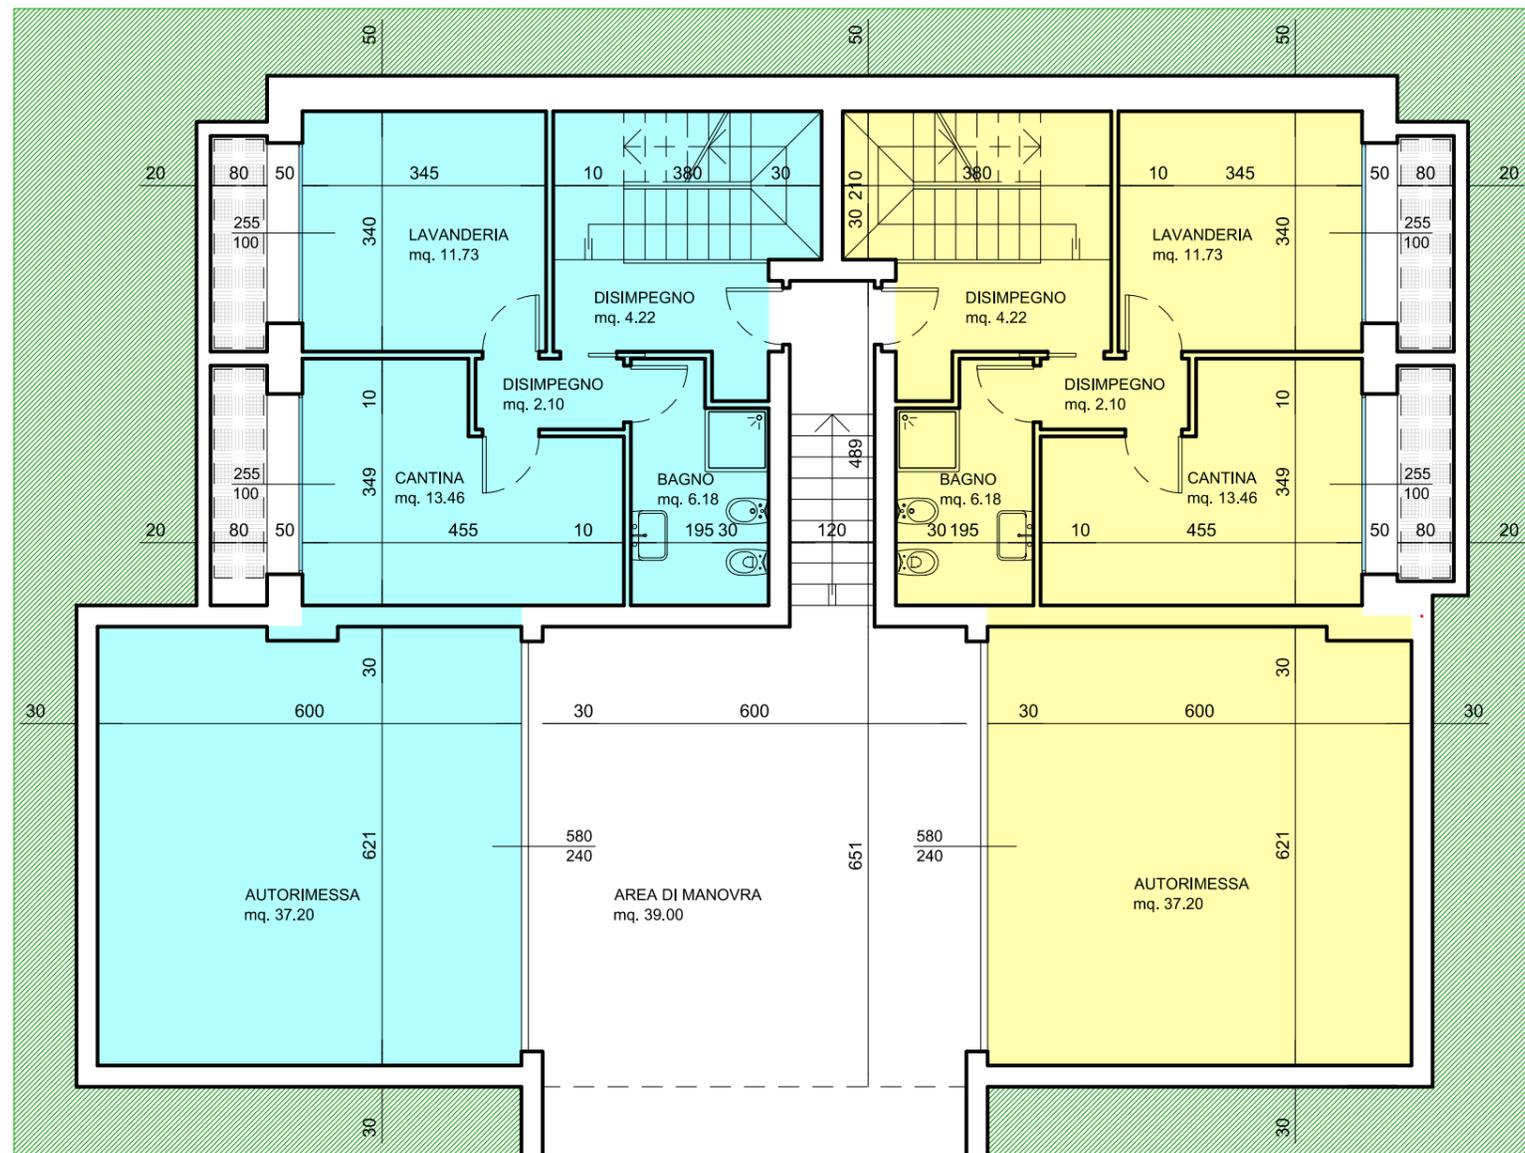 50
50
50
20
80
50
345
10
380
30
380
10
345
50
80
20
255
100
340
LAVANDERIA
mq. 11.73
30 210
LAVANDERIA
mq. 11.73
340
255
100
DISIMPEGNO
mq. 4.22
DISIMPEGNO
mq. 4.22
DISIMPEGNO
mq. 2.10
DISIMPEGNO
mq. 2.10
10
10
255
100
349
CANTINA
mq. 13.46
BAGNO
mq. 6.18
489
BAGNO
mq. 6.18
CANTINA
mq. 13.46
349
255
100
20
80
50
455
10
195 30
120
30 195
10
455
50
80
20
30
30
30
600
30
600
30
600
30
621
580
240
651
580
240
621
AUTORIMESSA
mq. 37.20
AREA DI MANOVRA
mq. 39.00
AUTORIMESSA
mq. 37.20
30
30